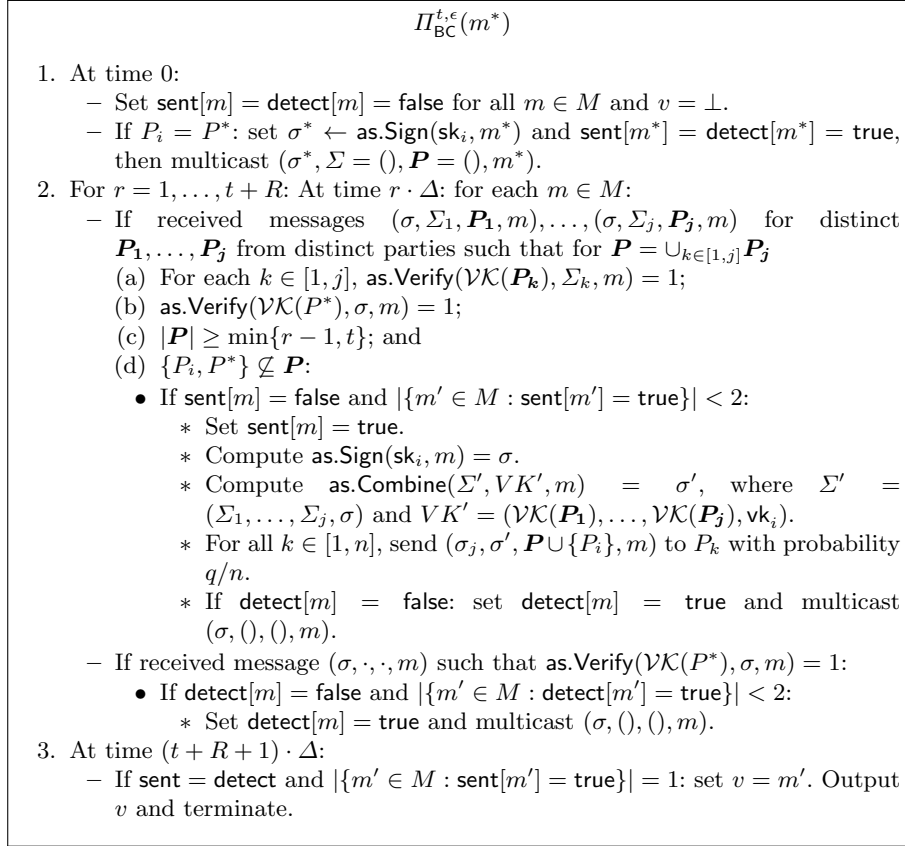 Π_BC^{t,ϵ}(m*)
1. At time 0:
– Set sent[m] = detect[m] = false for all m ∈ M and v = ⊥.
– If P_i = P*: set σ* ← as.Sign(sk_i, m*) and sent[m*] = detect[m*] = true,
then multicast (σ*, Σ = (), P = (), m*).
2. For r = 1, . . . , t + R: At time r · Δ: for each m ∈ M:
– If received messages (σ, Σ_1, P_1, m), . . . , (σ, Σ_j, P_j, m) for distinct
P_1, . . . , P_j from distinct parties such that for P = ∪_{k∈[1,j]} P_j
(a) For each k ∈ [1, j], as.Verify(VK(P_k), Σ_k, m) = 1;
(b) as.Verify(VK(P*), σ, m) = 1;
(c) |P| ≥ min{r − 1, t}; and
(d) {P_i, P*} ⊈ P:
• If sent[m] = false and |{m′ ∈ M : sent[m′] = true}| < 2:
∗ Set sent[m] = true.
∗ Compute as.Sign(sk_i, m) = σ.
∗ Compute as.Combine(Σ′, VK′, m) = σ′, where Σ′ =
(Σ_1, . . . , Σ_j, σ) and VK′ = (VK(P_1), . . . , VK(P_j), vk_i).
∗ For all k ∈ [1, n], send (σ_j, σ′, P ∪ {P_i}, m) to P_k with probability
q/n.
∗ If detect[m] = false: set detect[m] = true and multicast
(σ, (), (), m).
– If received message (σ, ·, ·, m) such that as.Verify(VK(P*), σ, m) = 1:
• If detect[m] = false and |{m′ ∈ M : detect[m′] = true}| < 2:
∗ Set detect[m] = true and multicast (σ, (), (), m).
3. At time (t + R + 1) · Δ:
– If sent = detect and |{m′ ∈ M : sent[m′] = true}| = 1: set v = m′. Output
v and terminate.